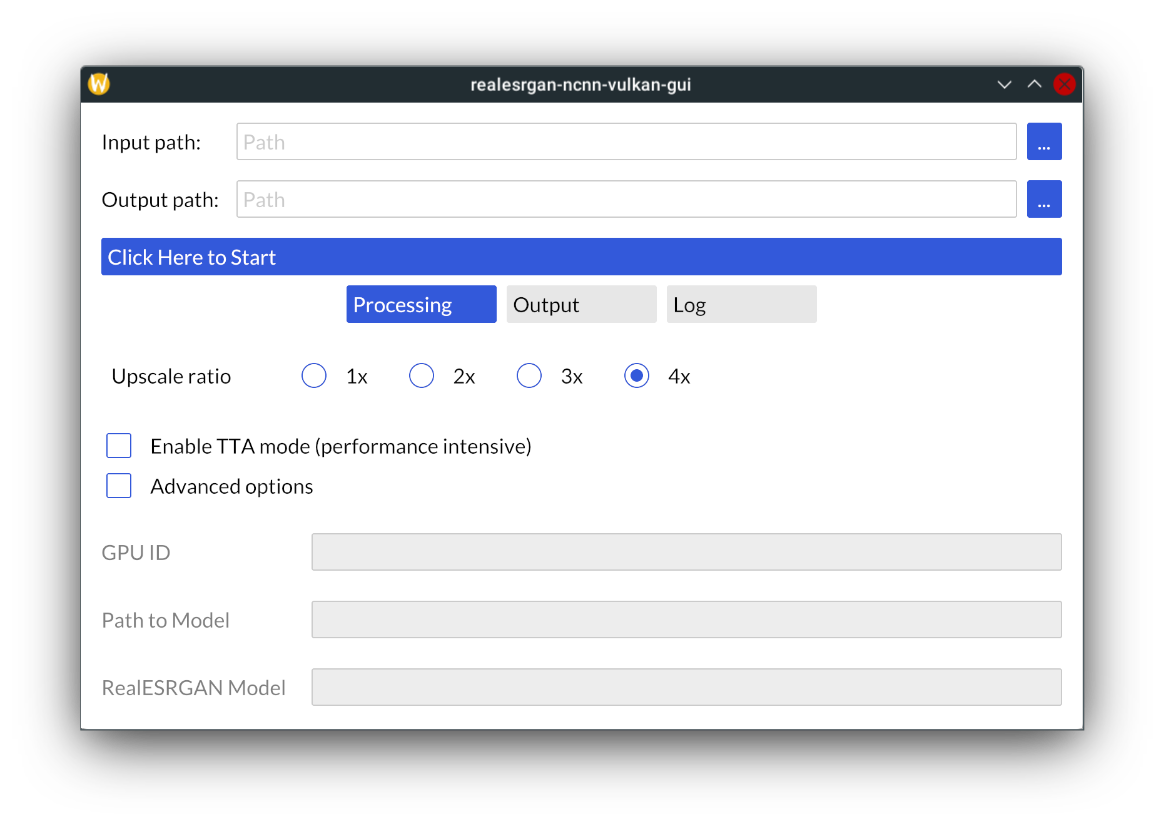 realesrgan-ncnn-vulkan-gui
Input path: Path ...
Output path: Path ...
Click Here to Start
Processing Output Log
Upscale ratio 1x 2x 3x 4x
Enable TTA mode (performance intensive)
Advanced options
GPU ID
Path to Model
RealESRGAN Model